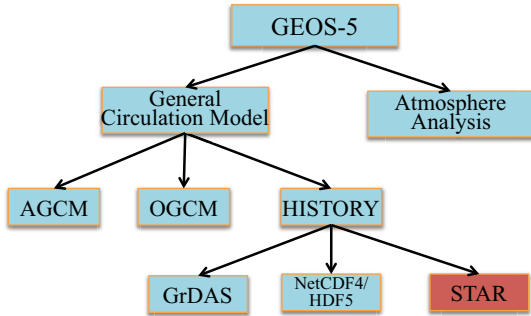 GEOS-5
General
Circulation Model
Atmosphere
Analysis
AGCM
OGCM
HISTORY
GrDAS
NetCDF4/
HDF5
STAR